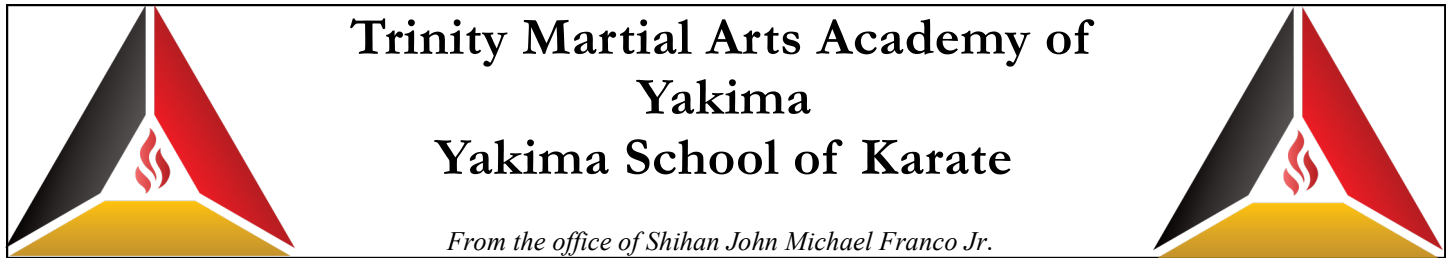 Trinity Martial Arts Academy of
Yakima
Yakima School of Karate
From the office of Shihan John Michael Franco Jr.